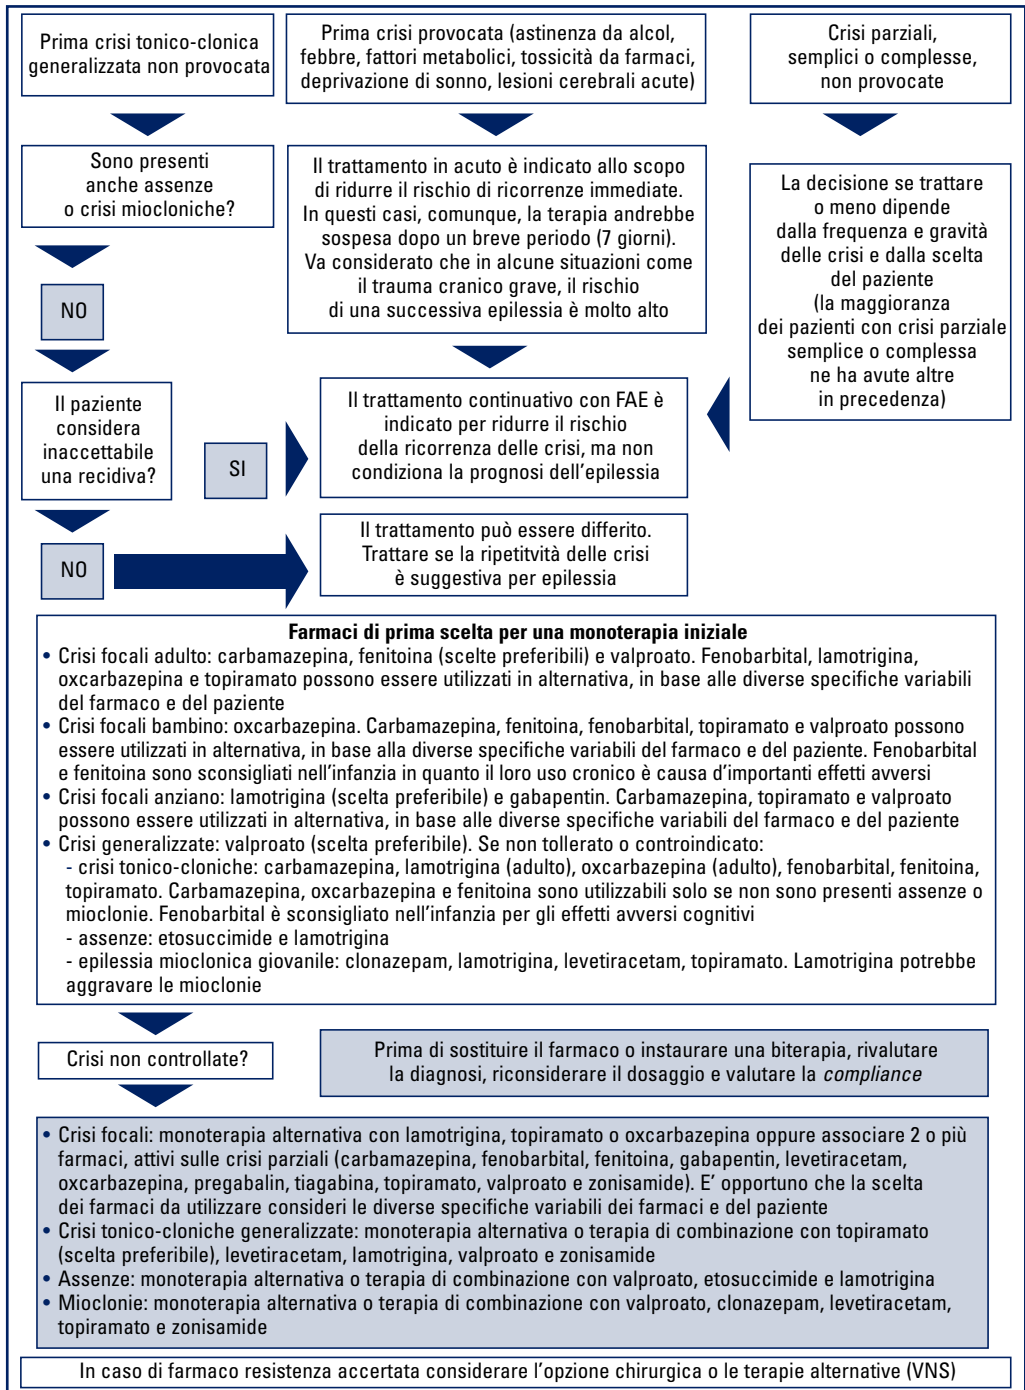 Prima crisi tonico-clonica
generalizzata non provocata
Prima crisi provocata (astinenza da alcol,
febbre, fattori metabolici, tossicità da farmaci,
deprivazione di sonno, lesioni cerebrali acute)
Crisi parziali,
semplici o complesse,
non provocate
Sono presenti
anche assenze
o crisi miocloniche?
Il trattamento in acuto è indicato allo scopo
di ridurre il rischio di ricorrenze immediate.
In questi casi, comunque, la terapia andrebbe
sospesa dopo un breve periodo (7 giorni).
Va considerato che in alcune situazioni come
il trauma cranico grave, il rischio
di una successiva epilessia è molto alto
La decisione se trattare
o meno dipende
dalla frequenza e gravità
delle crisi e dalla scelta
del paziente
(la maggioranza
dei pazienti con crisi parziale
semplice o complessa
ne ha avute altre
in precedenza)
NO
Il paziente
considera
inaccettabile
una recidiva?
SI
Il trattamento continuativo con FAE è
indicato per ridurre il rischio
della ricorrenza delle crisi, ma non
condiziona la prognosi dell'epilessia
NO
Il trattamento può essere differito.
Trattare se la ripetitvità delle crisi
è suggestiva per epilessia
Farmaci di prima scelta per una monoterapia iniziale
• Crisi focali adulto: carbamazepina, fenitoina (scelte preferibili) e valproato. Fenobarbital, lamotrigina,
oxcarbazepina e topiramato possono essere utilizzati in alternativa, in base alle diverse specifiche variabili
del farmaco e del paziente
• Crisi focali bambino: oxcarbazepina. Carbamazepina, fenitoina, fenobarbital, topiramato e valproato possono
essere utilizzati in alternativa, in base alla diverse specifiche variabili del farmaco e del paziente. Fenobarbital
e fenitoina sono sconsigliati nell'infanzia in quanto il loro uso cronico è causa d'importanti effetti avversi
• Crisi focali anziano: lamotrigina (scelta preferibile) e gabapentin. Carbamazepina, topiramato e valproato
possono essere utilizzati in alternativa, in base alle diverse specifiche variabili del farmaco e del paziente
• Crisi generalizzate: valproato (scelta preferibile). Se non tollerato o controindicato:
- crisi tonico-cloniche: carbamazepina, lamotrigina (adulto), oxcarbazepina (adulto), fenobarbital, fenitoina,
topiramato. Carbamazepina, oxcarbazepina e fenitoina sono utilizzabili solo se non sono presenti assenze o
mioclonie. Fenobarbital è sconsigliato nell'infanzia per gli effetti avversi cognitivi
- assenze: etosuccimide e lamotrigina
- epilessia mioclonica giovanile: clonazepam, lamotrigina, levetiracetam, topiramato. Lamotrigina potrebbe
aggravare le mioclonie
Crisi non controllate?
Prima di sostituire il farmaco o instaurare una biterapia, rivalutare
la diagnosi, riconsiderare il dosaggio e valutare la compliance
• Crisi focali: monoterapia alternativa con lamotrigina, topiramato o oxcarbazepina oppure associare 2 o più
farmaci, attivi sulle crisi parziali (carbamazepina, fenobarbital, fenitoina, gabapentin, levetiracetam,
oxcarbazepina, pregabalin, tiagabina, topiramato, valproato e zonisamide). E' opportuno che la scelta
dei farmaci da utilizzare consideri le diverse specifiche variabili dei farmaci e del paziente
• Crisi tonico-cloniche generalizzate: monoterapia alternativa o terapia di combinazione con topiramato
(scelta preferibile), levetiracetam, lamotrigina, valproato e zonisamide
• Assenze: monoterapia alternativa o terapia di combinazione con valproato, etosuccimide e lamotrigina
• Mioclonie: monoterapia alternativa o terapia di combinazione con valproato, clonazepam, levetiracetam,
topiramato e zonisamide
In caso di farmaco resistenza accertata considerare l'opzione chirurgica o le terapie alternative (VNS)